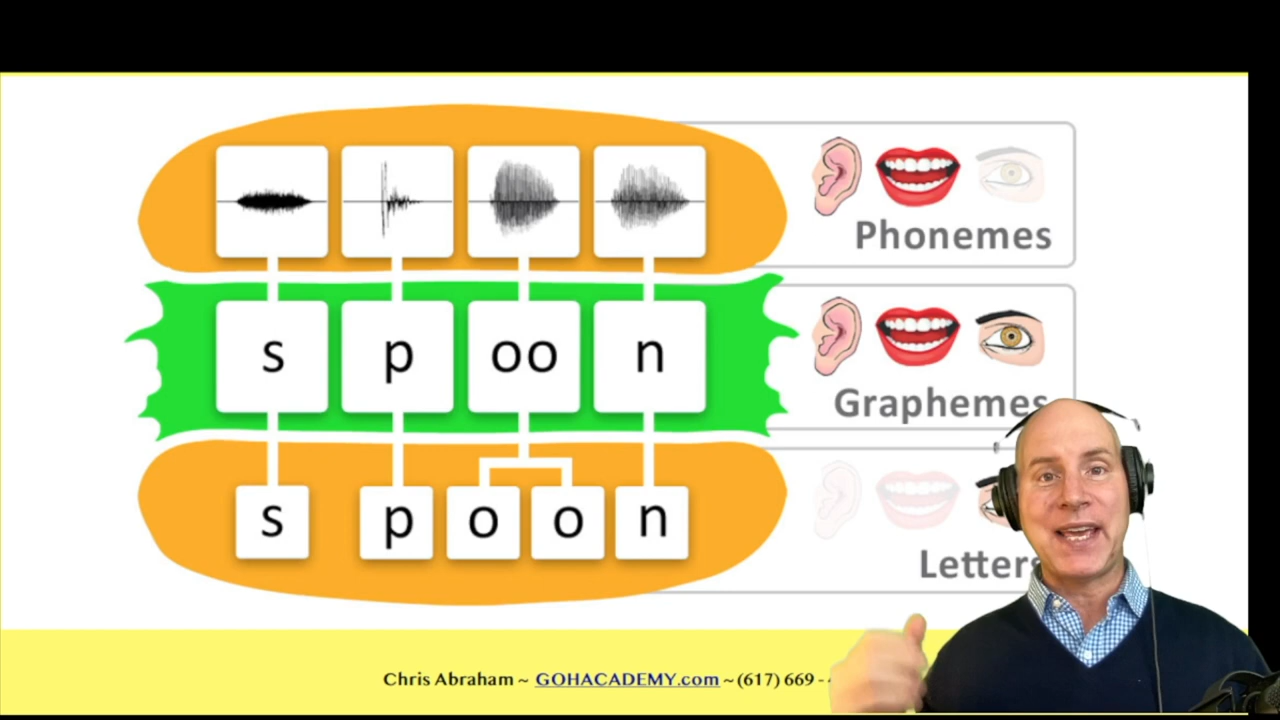 Phonemes
s p oo n
Graphemes
s p o o n
Letters
Chris Abraham ~ GOHACADEMY.com ~ (617) 669 -